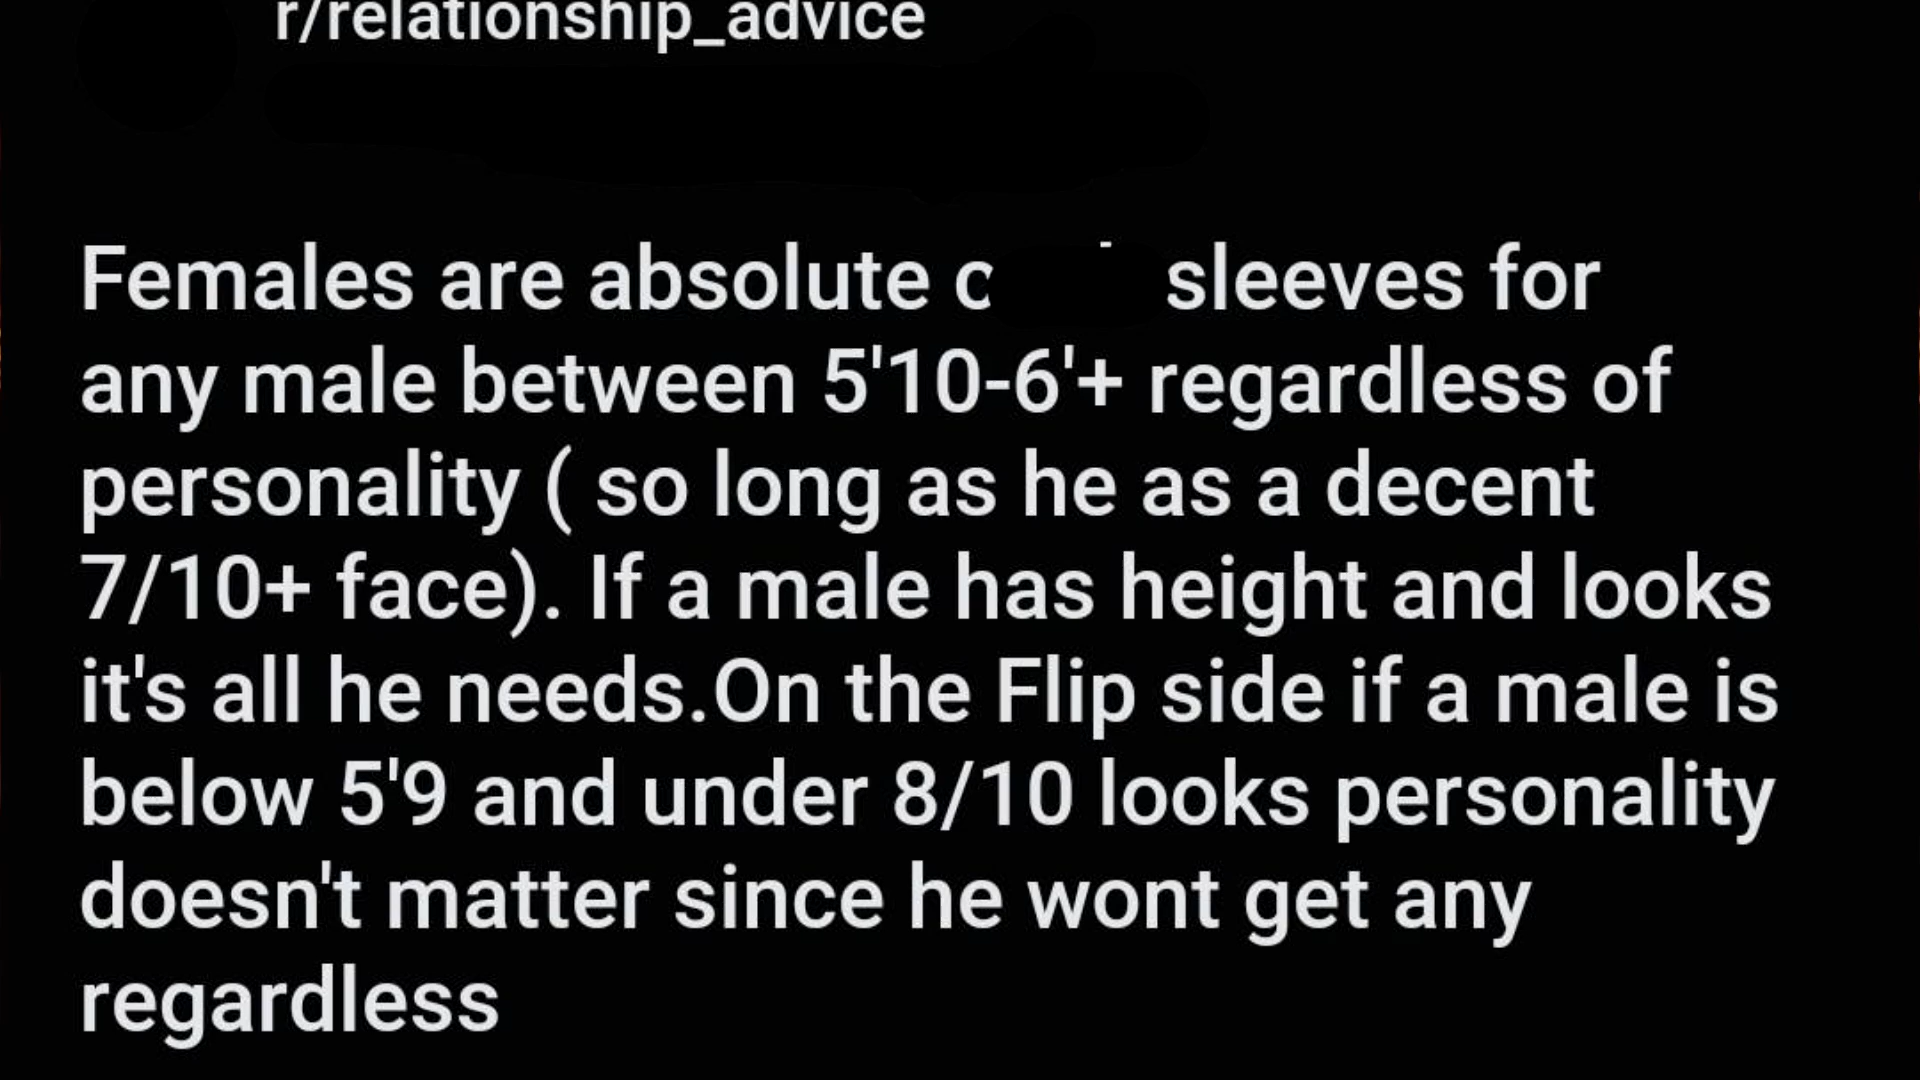 r/relationship_advice
Females are absolute c sleeves for
any male between 5'10-6'+ regardless of
personality ( so long as he as a decent
7/10+ face). If a male has height and looks
it's all he needs.On the Flip side if a male is
below 5'9 and under 8/10 looks personality
doesn't matter since he wont get any
regardless